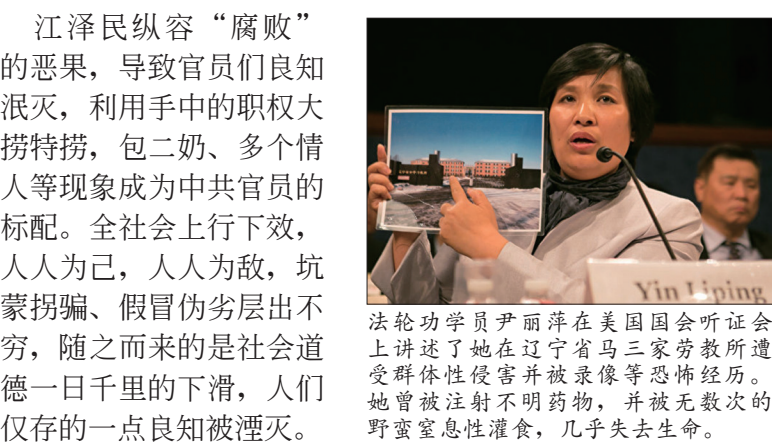 江泽民纵容“腐败”
的恶果，导致官员们良知
泯灭，利用手中的职权大
捞特捞，包二奶、多个情
人等现象成为中共官员的
标配。全社会上行下效，
人人为己，人人为敌，坑
蒙拐骗、假冒伪劣层出不
穷，随之而来的是社会道
德一日千里的下滑，人们
仅存的一点良知被湮灭。
Yin Liping
法轮功学员尹丽萍在美国国会听证会
上讲述了她在辽宁省马三家劳教所遭
受群体性侵害并被录像等恐怖经历。
她曾被注射不明药物，并被无数次的
野蛮窒息性灌食，几乎失去生命。